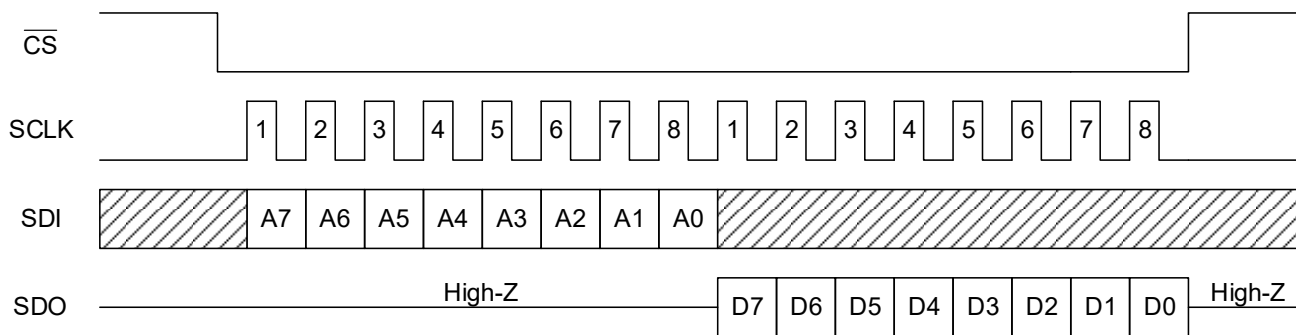 CS
SCLK 1 2 3 4 5 6 7 8 1 2 3 4 5 6 7 8
SDI A7 A6 A5 A4 A3 A2 A1 A0
SDO High-Z D7 D6 D5 D4 D3 D2 D1 D0 High-Z